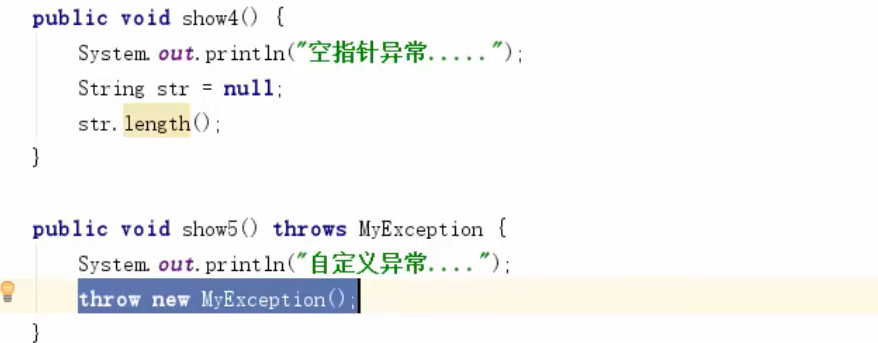 public void show4() {
System.out.println("空指针异常.....");
String str = null;
str.length();
}
public void show5() throws MyException {
System.out.println("自定义异常....");
throw new MyException();
}